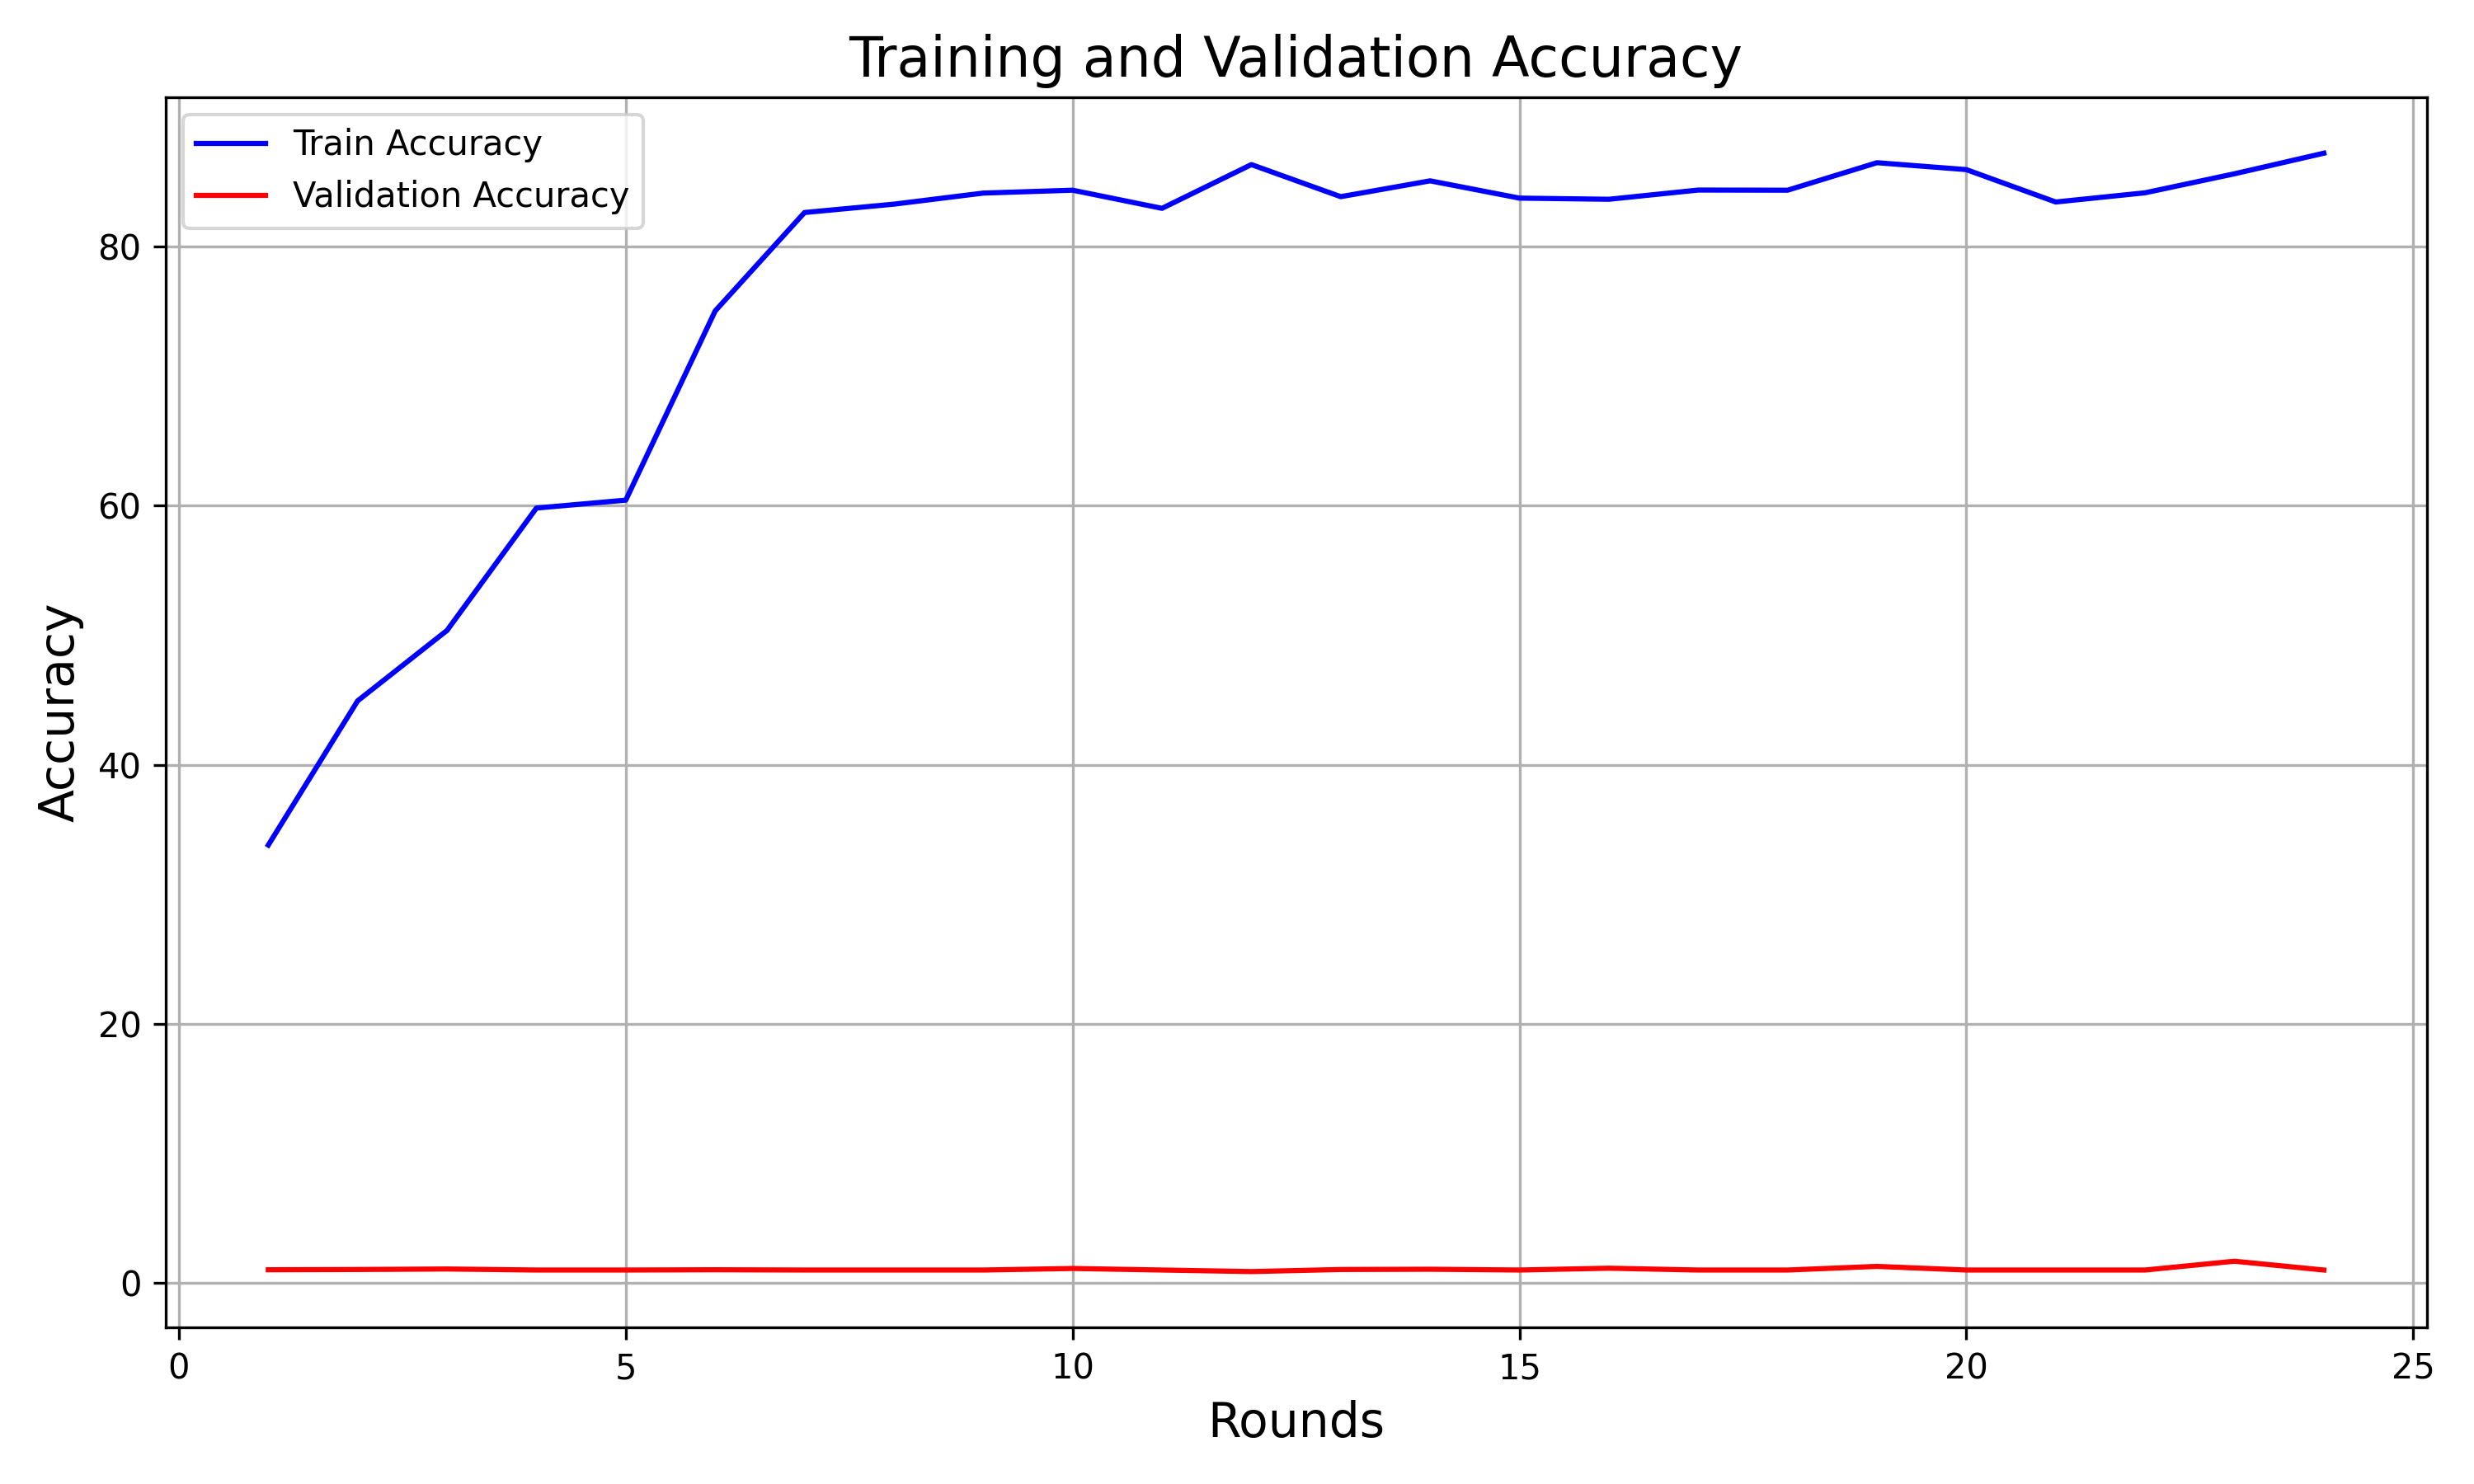 Training and Validation Accuracy
Train Accuracy
Validation Accuracy
80
60
40
20
0
Accuracy
0 5 10 15 20 25
Rounds